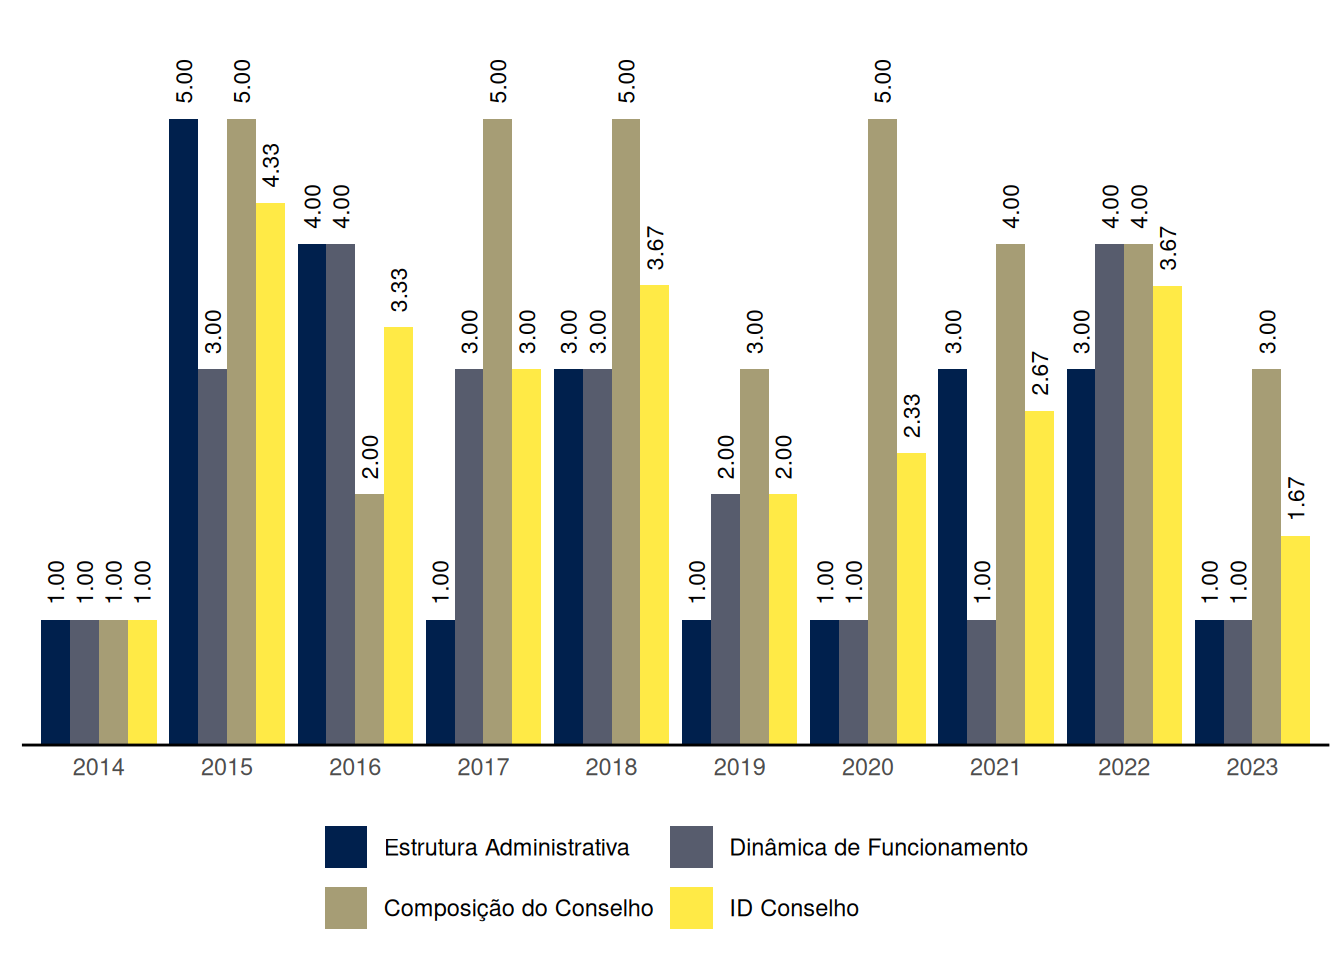 5.00 5.00 5.00 5.00 5.00
4.33
4.00 4.00 4.00 4.00 4.00
3.67 3.67
3.33
3.00 3.00 3.00 3.00 3.00 3.00 3.00 3.00 3.00
2.67
2.33
2.00 2.00 2.00
1.67
1.00 1.00 1.00 1.00 1.00 1.00 1.00 1.00 1.00 1.00 1.00
2014 2015 2016 2017 2018 2019 2020 2021 2022 2023
Estrutura Administrativa Dinâmica de Funcionamento
Composição do Conselho ID Conselho